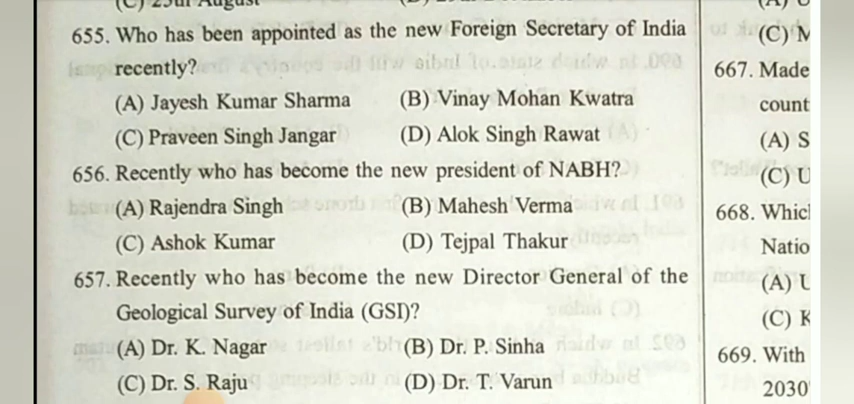 655. Who has been appointed as the new Foreign Secretary of India
recently?
(A) Jayesh Kumar Sharma (B) Vinay Mohan Kwatra
(C) Praveen Singh Jangar (D) Alok Singh Rawat
656. Recently who has become the new president of NABH?
(A) Rajendra Singh (B) Mahesh Verma
(C) Ashok Kumar (D) Tejpal Thakur
657. Recently who has become the new Director General of the
Geological Survey of India (GSI)?
(A) Dr. K. Nagar (B) Dr. P. Sinha
(C) Dr. S. Raju (D) Dr. T. Varun
(C) M
667. Made
count
(A) S
(C) U
668. Whicl
Natio
(A) U
(C) K
669. With
2030